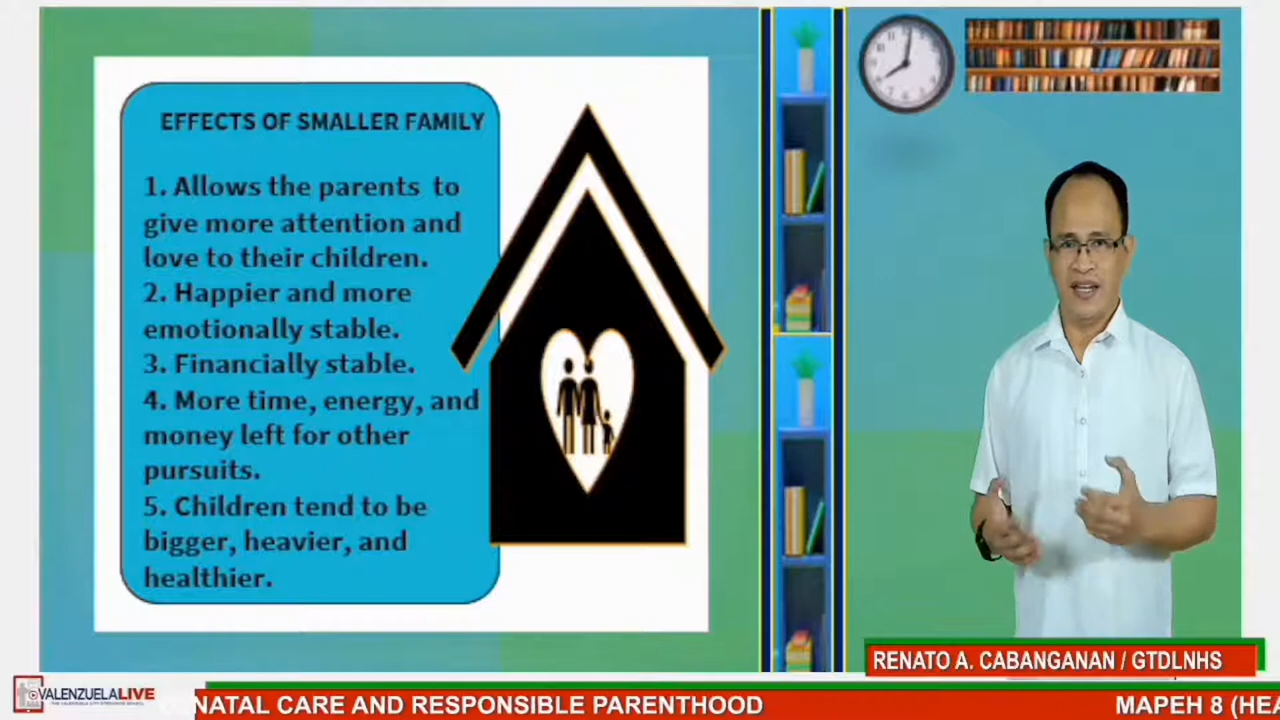 EFFECTS OF SMALLER FAMILY
1. Allows the parents to
give more attention and
love to their children.
2. Happier and more
emotionally stable.
3. Financially stable.
4. More time, energy, and
money left for other
pursuits.
5. Children tend to be
bigger, heavier, and
healthier.
RENATO A. CABANGANAN / GTDLNHS
VALENZUELALIVE
NATAL CARE AND RESPONSIBLE PARENTHOOD
MAPEH 8 (HEA